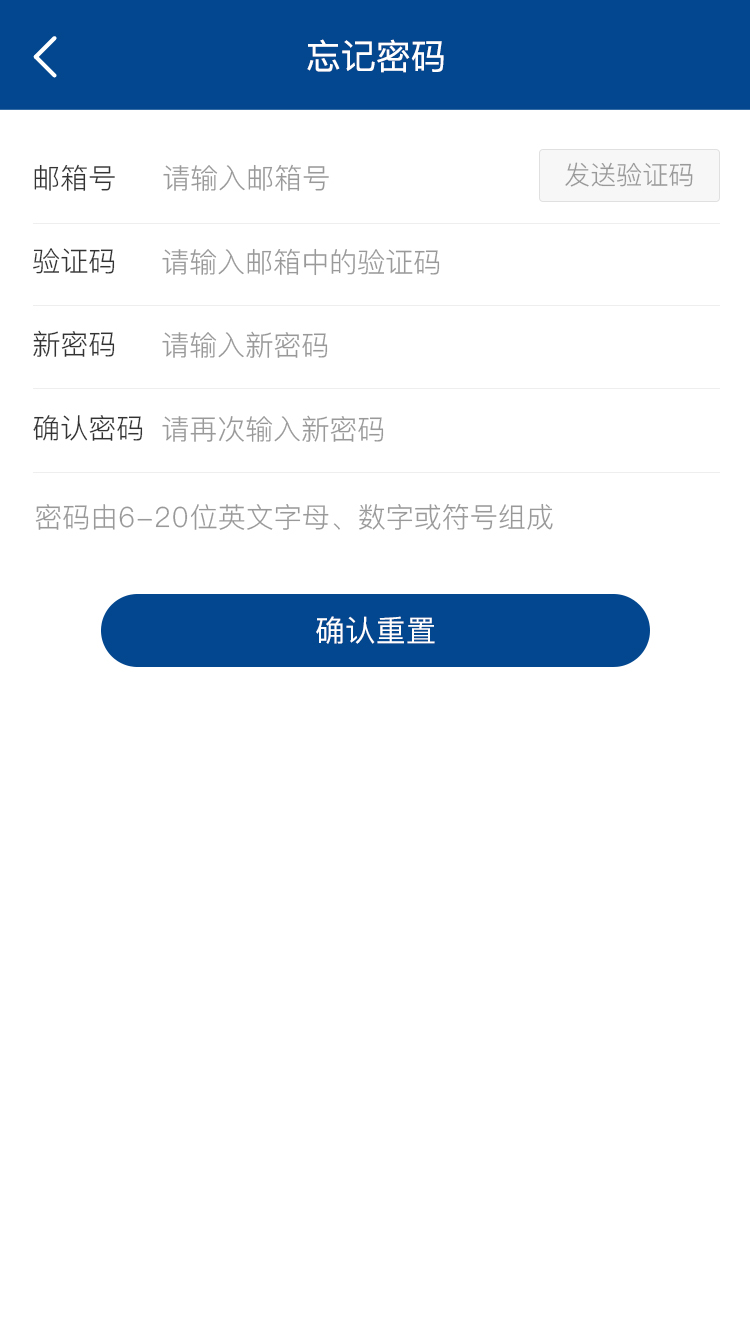 忘记密码
邮箱号 请输入邮箱号 发送验证码
验证码 请输入邮箱中的验证码
新密码 请输入新密码
确认密码 请再次输入新密码
密码由6-20位英文字母、数字或符号组成
确认重置